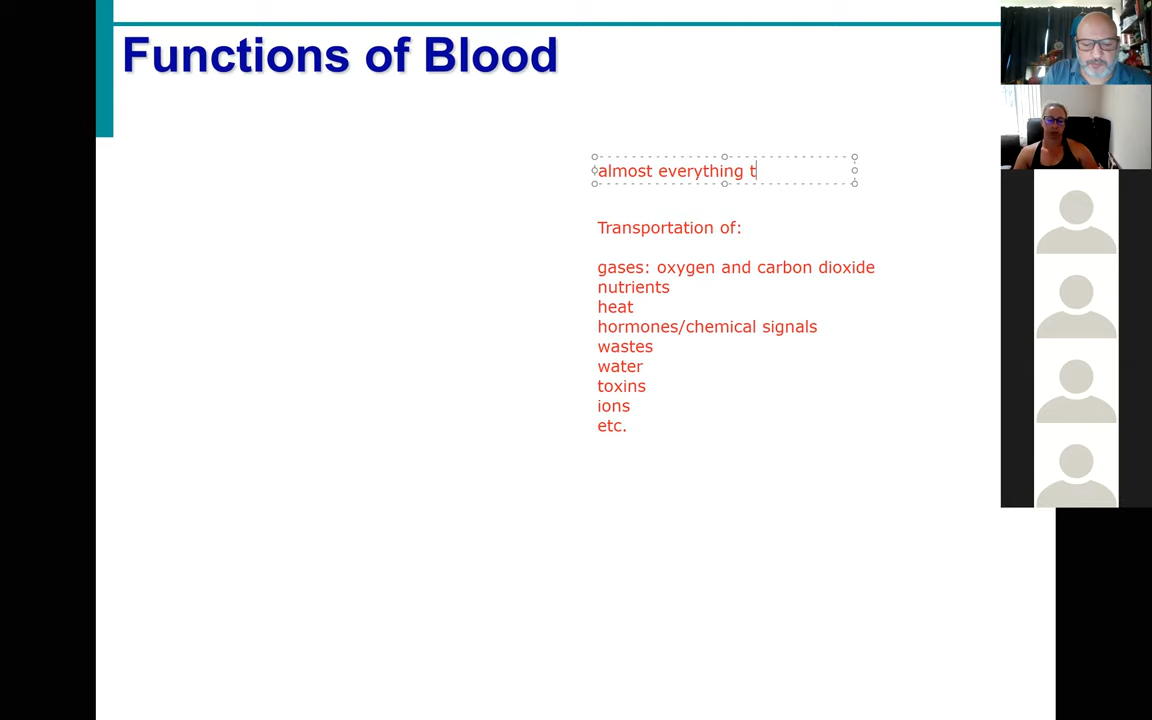 Functions of Blood
almost everything t
Transportation of:
gases: oxygen and carbon dioxide
nutrients
heat
hormones/chemical signals
wastes
water
toxins
ions
etc.